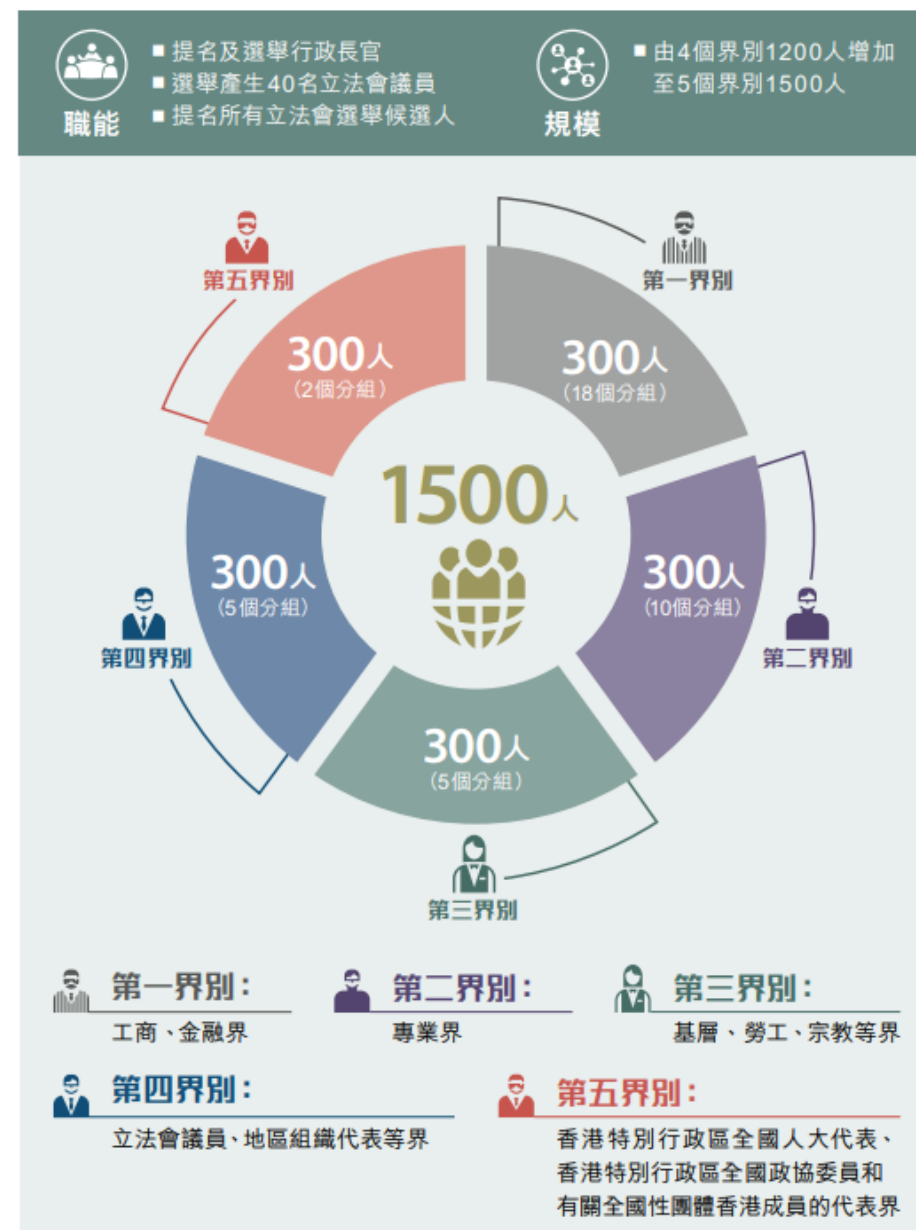 ■ 提名及選舉行政長官
■ 選舉產生40名立法會議員
■ 提名所有立法會選舉候選人
職能
■ 由4個界別1200人增加
至5個界別1500人
規模
第一界別
300人
(18個分組)
第二界別
300人
(10個分組)
第三界別
300人
(5個分組)
第四界別
300人
(5個分組)
第五界別
300人
(2個分組)
1500人
第一界別：
工商、金融界
第二界別：
專業界
第三界別：
基層、勞工、宗教等界
第四界別：
立法會議員、地區組織代表等界
第五界別：
香港特別行政區全國人大代表、
香港特別行政區全國政協委員和
有關全國性團體香港成員的代表界